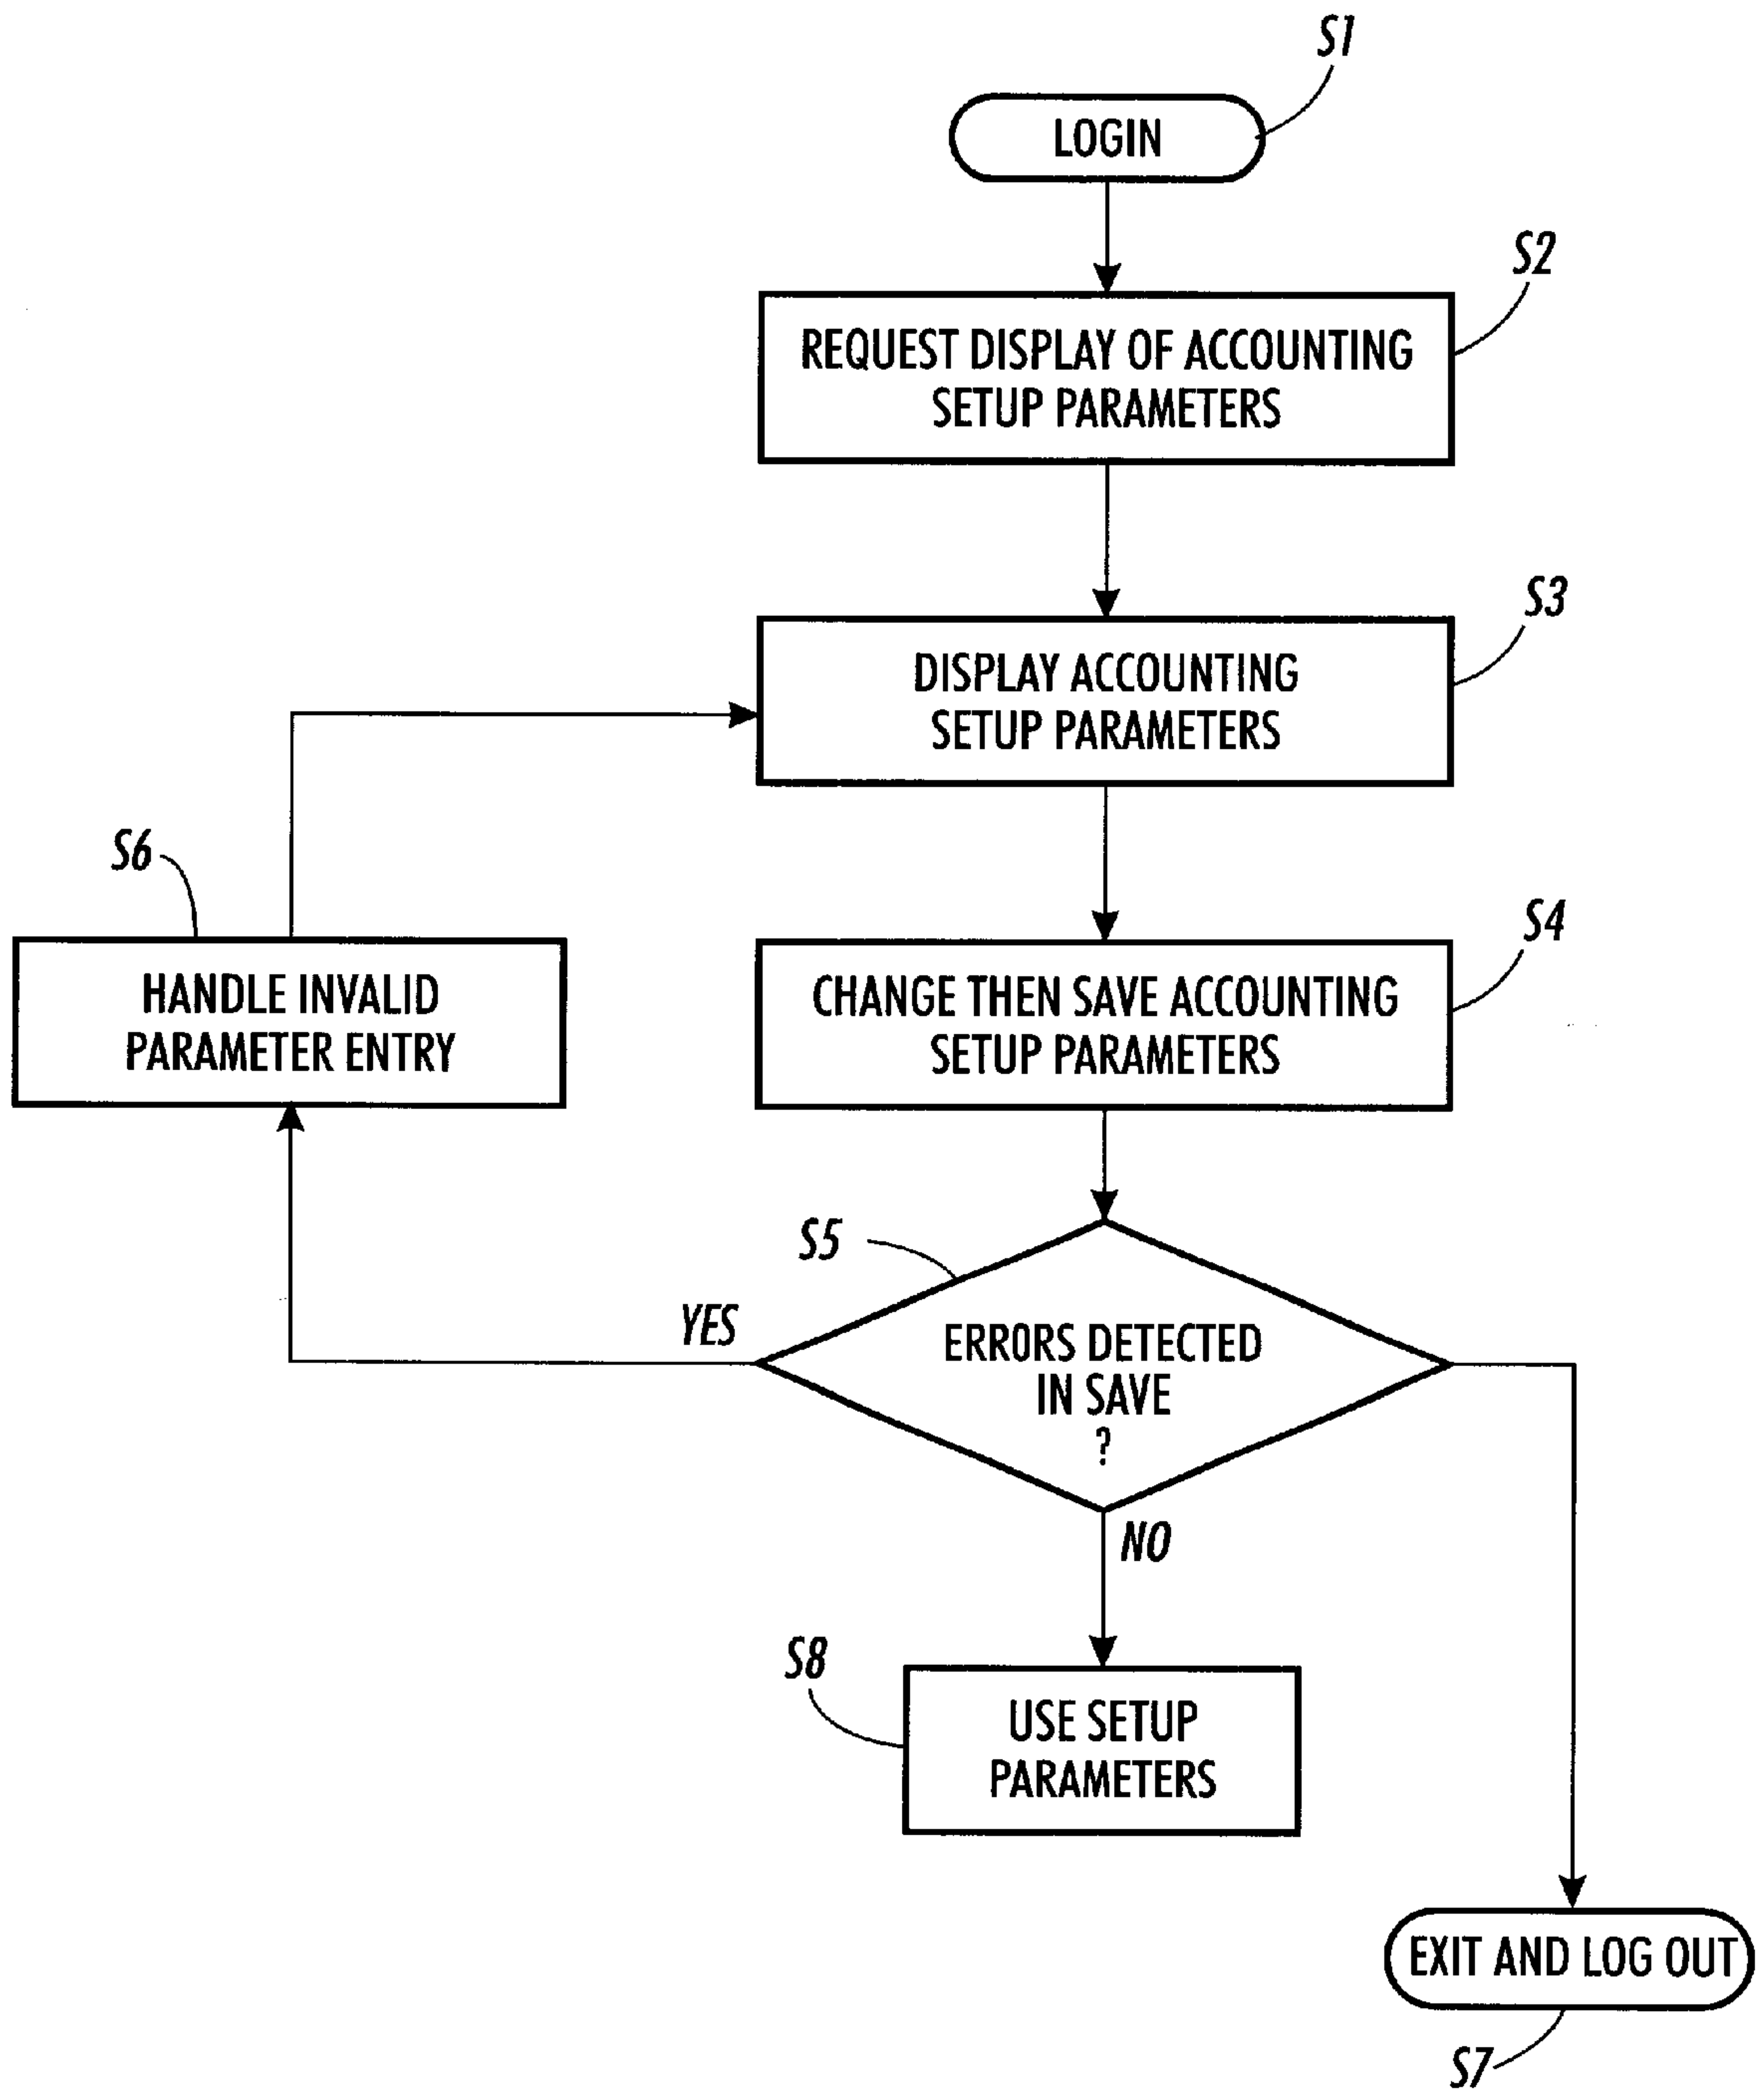 S1
LOGIN
S2
REQUEST DISPLAY OF ACCOUNTING
SETUP PARAMETERS
S3
DISPLAY ACCOUNTING
SETUP PARAMETERS
S6
HANDLE INVALID
PARAMETER ENTRY
S4
CHANGE THEN SAVE ACCOUNTING
SETUP PARAMETERS
S5
YES
ERRORS DETECTED
IN SAVE
?
NO
S8
USE SETUP
PARAMETERS
EXIT AND LOG OUT
S7